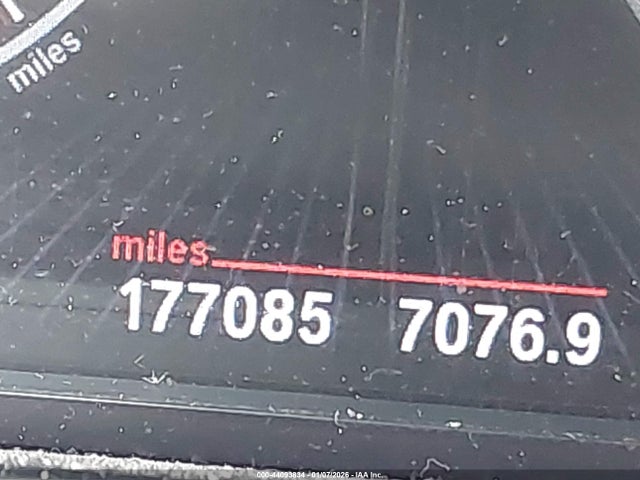 miles
miles
177085 7076.9
000-44093834 - 01/07/2026 - IAA Inc.